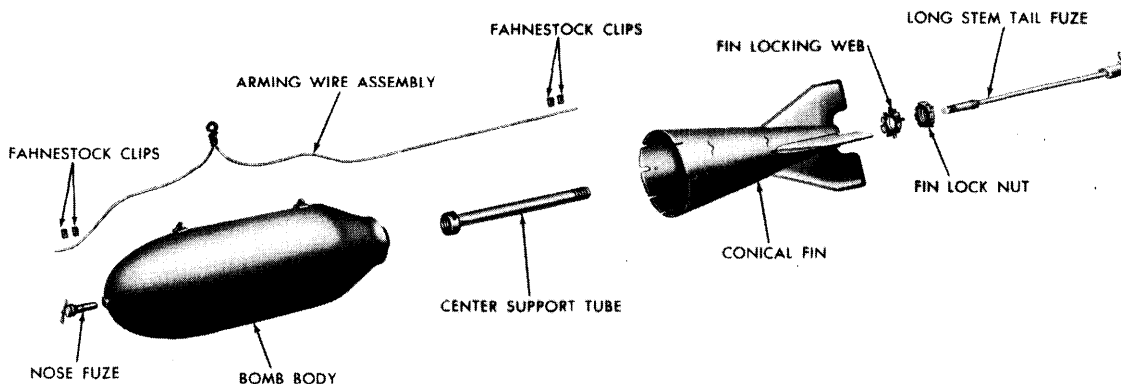 FAHNESTOCK CLIPS
LONG STEM TAIL FUZE
FIN LOCKING WEB
ARMING WIRE ASSEMBLY
FAHNESTOCK CLIPS
FIN LOCK NUT
CONICAL FIN
CENTER SUPPORT TUBE
NOSE FUZE
BOMB BODY